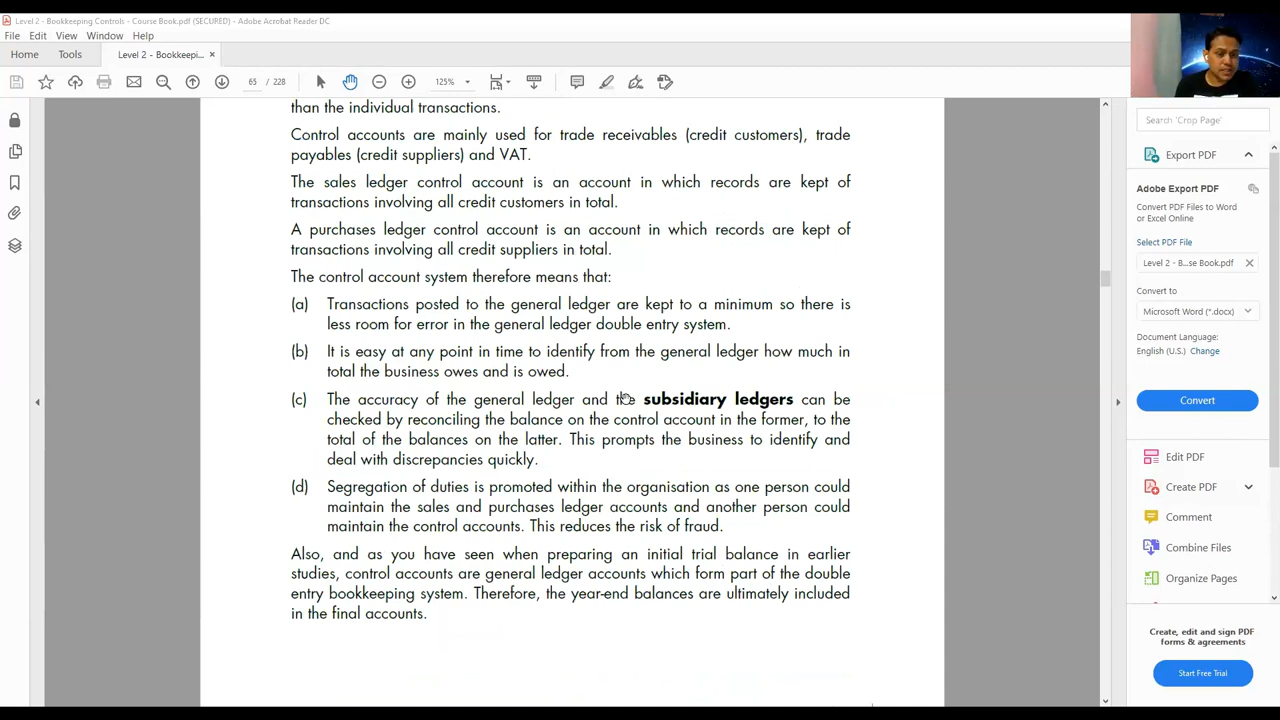 Level 2 - Bookkeeping Controls - Course Book.pdf (SECURED) - Adobe Acrobat Reader DC
File Edit View Window Help
Home Tools Level 2 - Bookkeepi... ×
65 / 228 125%
than the individual transactions.
Control accounts are mainly used for trade receivables (credit customers), trade
payables (credit suppliers) and VAT.
The sales ledger control account is an account in which records are kept of
transactions involving all credit customers in total.
A purchases ledger control account is an account in which records are kept of
transactions involving all credit suppliers in total.
The control account system therefore means that:
(a) Transactions posted to the general ledger are kept to a minimum so there is
less room for error in the general ledger double entry system.
(b) It is easy at any point in time to identify from the general ledger how much in
total the business owes and is owed.
(c) The accuracy of the general ledger and the subsidiary ledgers can be
checked by reconciling the balance on the control account in the former, to the
total of the balances on the latter. This prompts the business to identify and
deal with discrepancies quickly.
(d) Segregation of duties is promoted within the organisation as one person could
maintain the sales and purchases ledger accounts and another person could
maintain the control accounts. This reduces the risk of fraud.
Also, and as you have seen when preparing an initial trial balance in earlier
studies, control accounts are general ledger accounts which form part of the double
entry bookkeeping system. Therefore, the year-end balances are ultimately included
in the final accounts.
Search 'Crop Page'
Export PDF
Adobe Export PDF
Convert PDF Files to Word
or Excel Online
Select PDF File
Level 2 - B...se Book.pdf
Convert to
Microsoft Word (*.docx)
Document Language:
English (U.S.) Change
Convert
Edit PDF
Create PDF
Comment
Combine Files
Organize Pages
Create, edit and sign PDF
forms & agreements
Start Free Trial